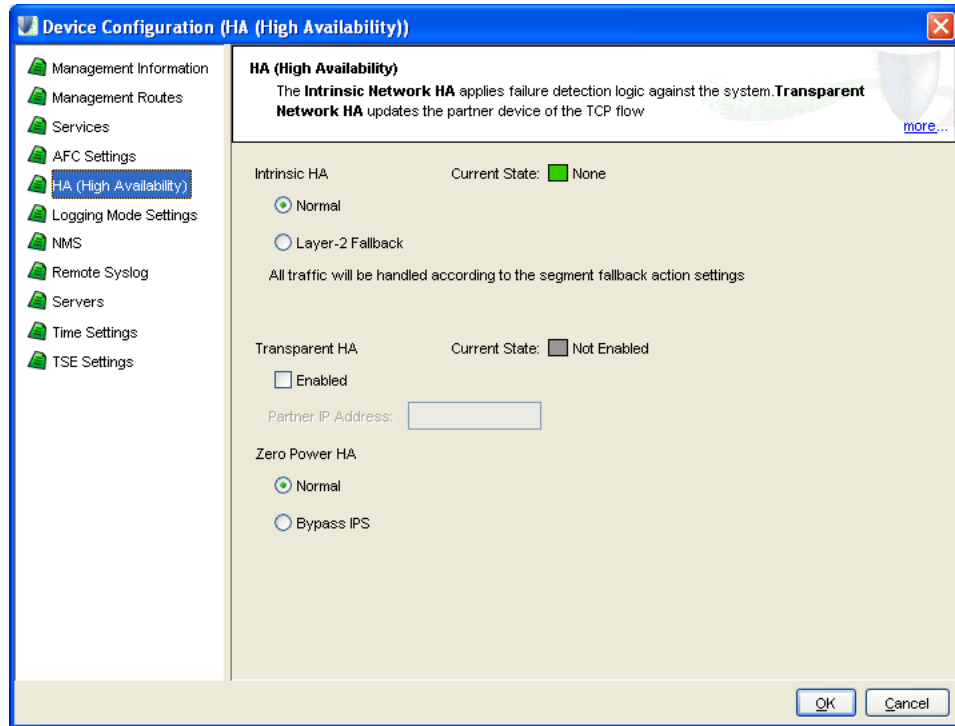 Device Configuration (HA (High Availability))
Management Information
Management Routes
Services
AFC Settings
HA (High Availability)
Logging Mode Settings
NMS
Remote Syslog
Servers
Time Settings
TSE Settings
HA (High Availability)
The Intrinsic Network HA applies failure detection logic against the system.Transparent
Network HA updates the partner device of the TCP flow
more...
Intrinsic HA Current State: None
Normal
Layer-2 Fallback
All traffic will be handled according to the segment fallback action settings
Transparent HA Current State: Not Enabled
Enabled
Partner IP Address:
Zero Power HA
Normal
Bypass IPS
OK Cancel